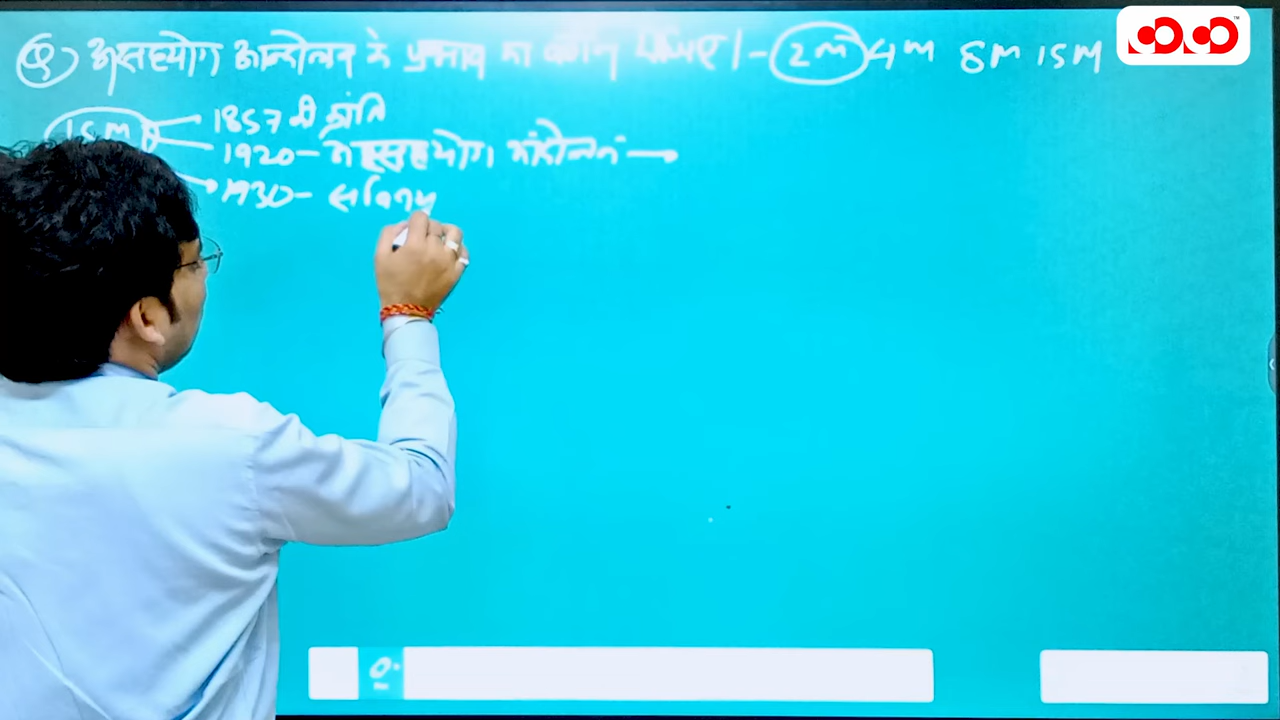 Q असहयोग आन्दोलन के प्रभाव का वर्णन कीजिए।- 2M 4M 8M 15M
15M 1857 की क्रांति
1920- असहयोग आंदोलन →
1930- सविनय